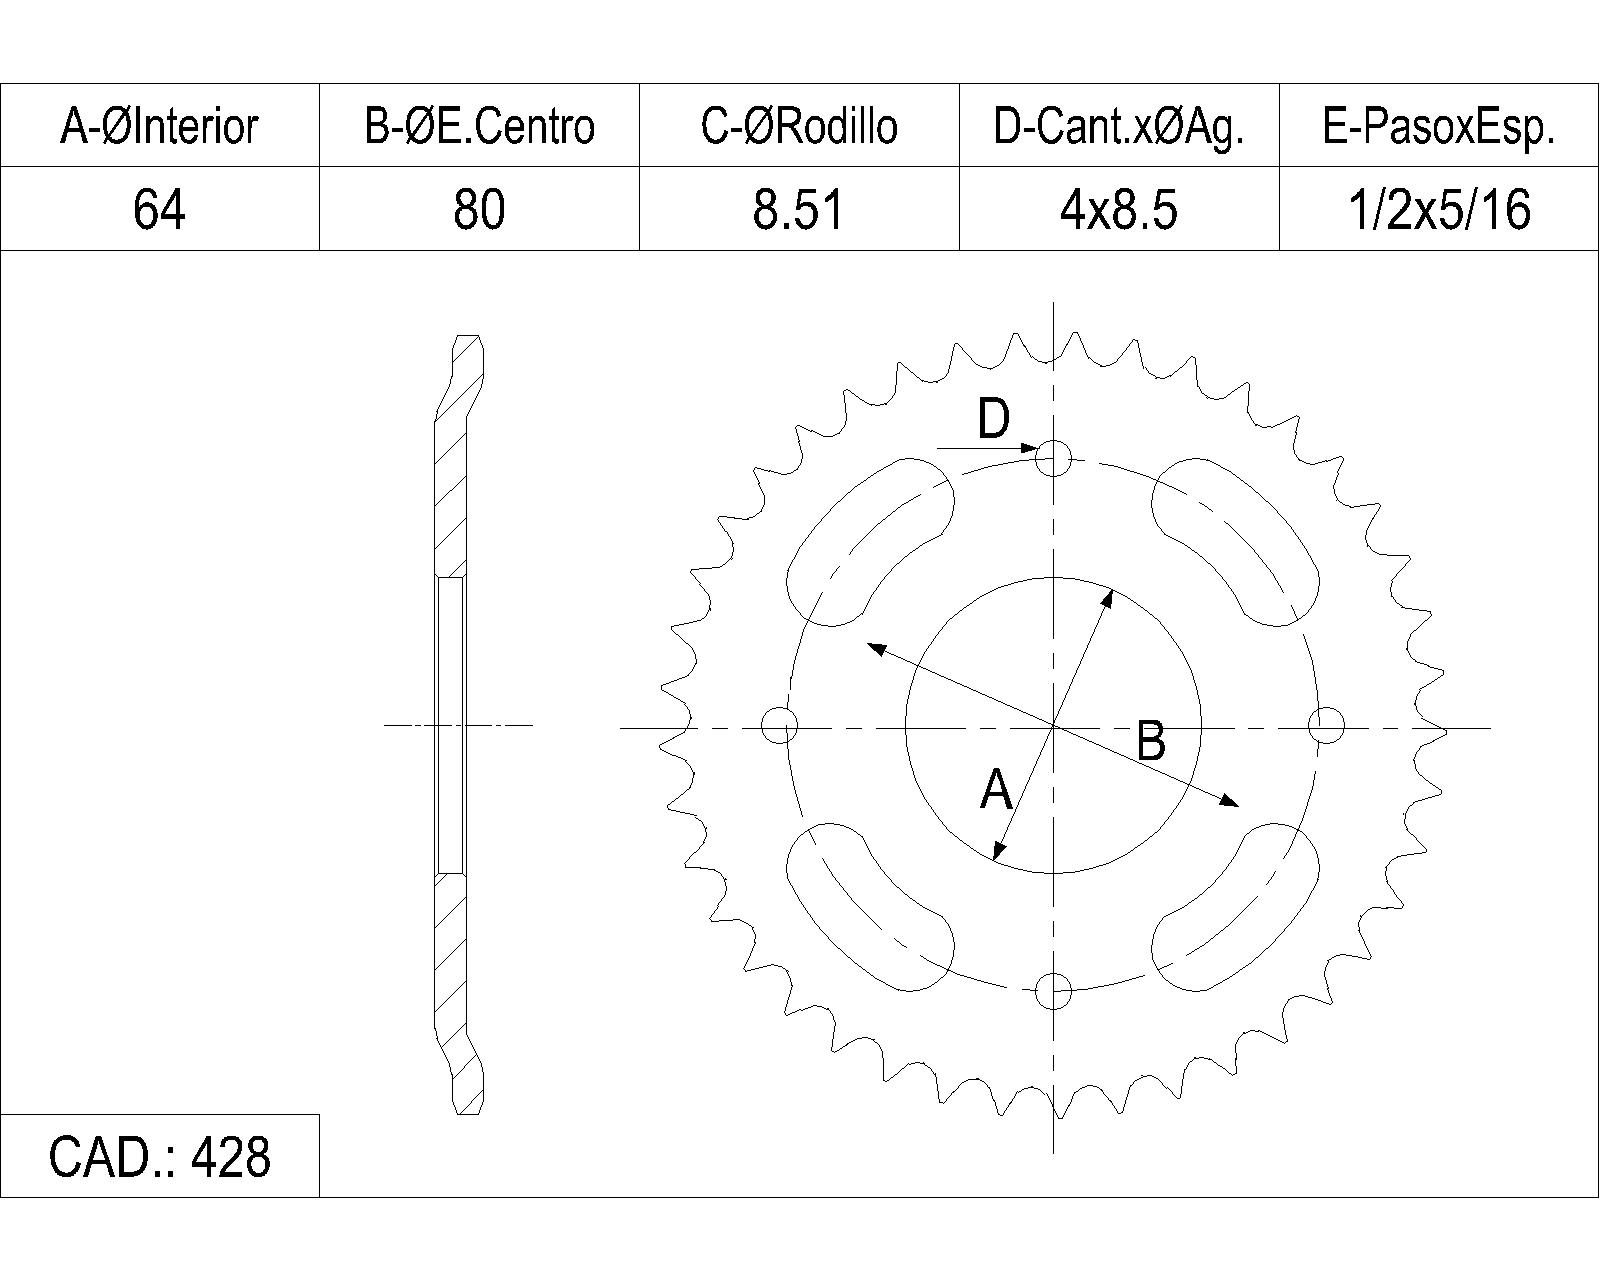 A-ØInterior B-ØE.Centro C-ØRodillo D-Cant.xØAg. E-PasoxEsp.
64 80 8.51 4x8.5 1/2x5/16
D
B
A
CAD.: 428